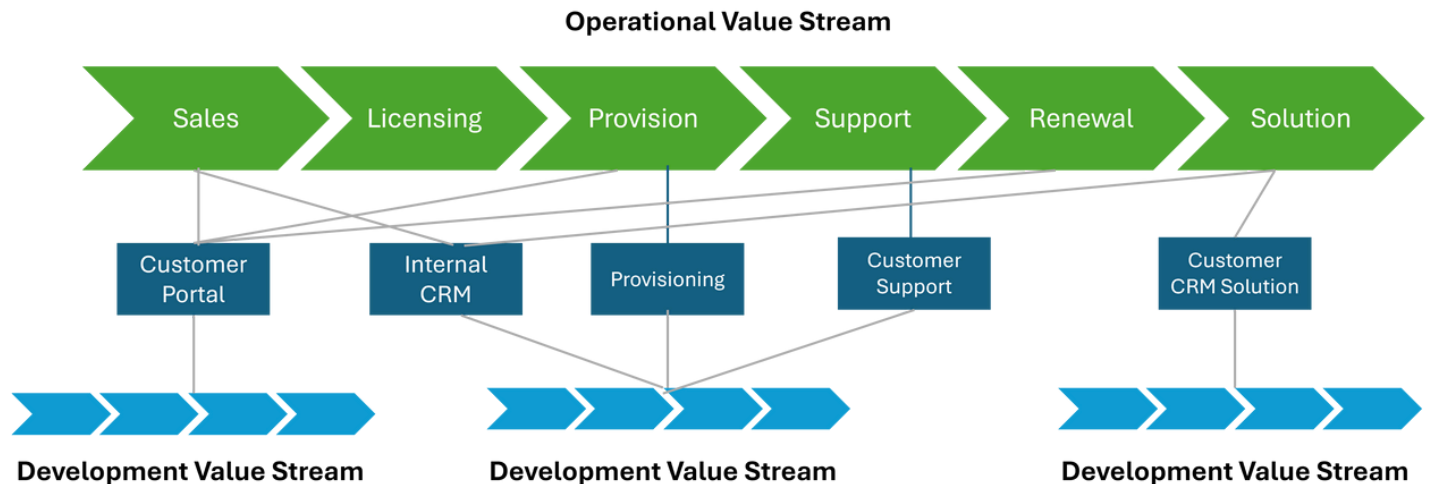 Operational Value Stream
Sales
Licensing
Provision
Support
Renewal
Solution
Customer
Portal
Internal
CRM
Provisioning
Customer
Support
Customer
CRM Solution
Development Value Stream
Development Value Stream
Development Value Stream